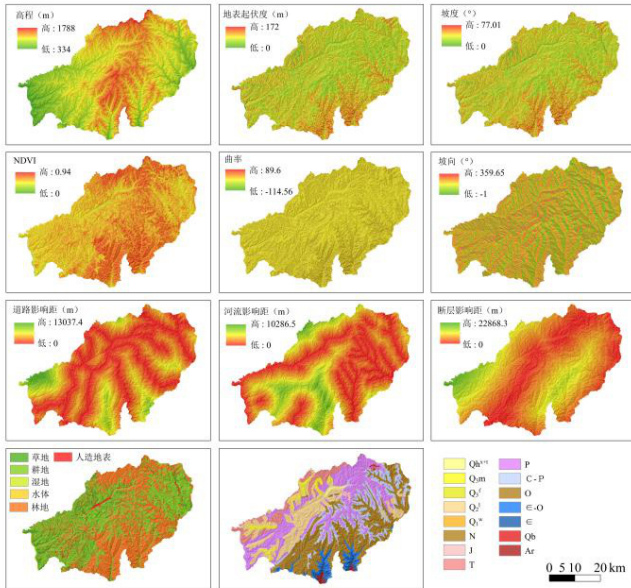 高程（m）
高 : 1788
低 : 334
地表起伏度（m）
高 : 172
低 : 0
坡度（°）
高 : 77.01
低 : 0
NDVI
高 : 0.94
低 : 0
曲率
高 : 89.6
低 : -114.56
坡向（°）
高 : 359.65
低 : -1
道路影响距（m）
高 : 13037.4
低 : 0
河流影响距（m）
高 : 10286.5
低 : 0
断层影响距（m）
高 : 22868.3
低 : 0
草地
人造地表
耕地
湿地
水体
林地
Q₃m
N
J
T
P
C - P
O
∈-O
∈
Qb
Ar
0 5 10 20 km